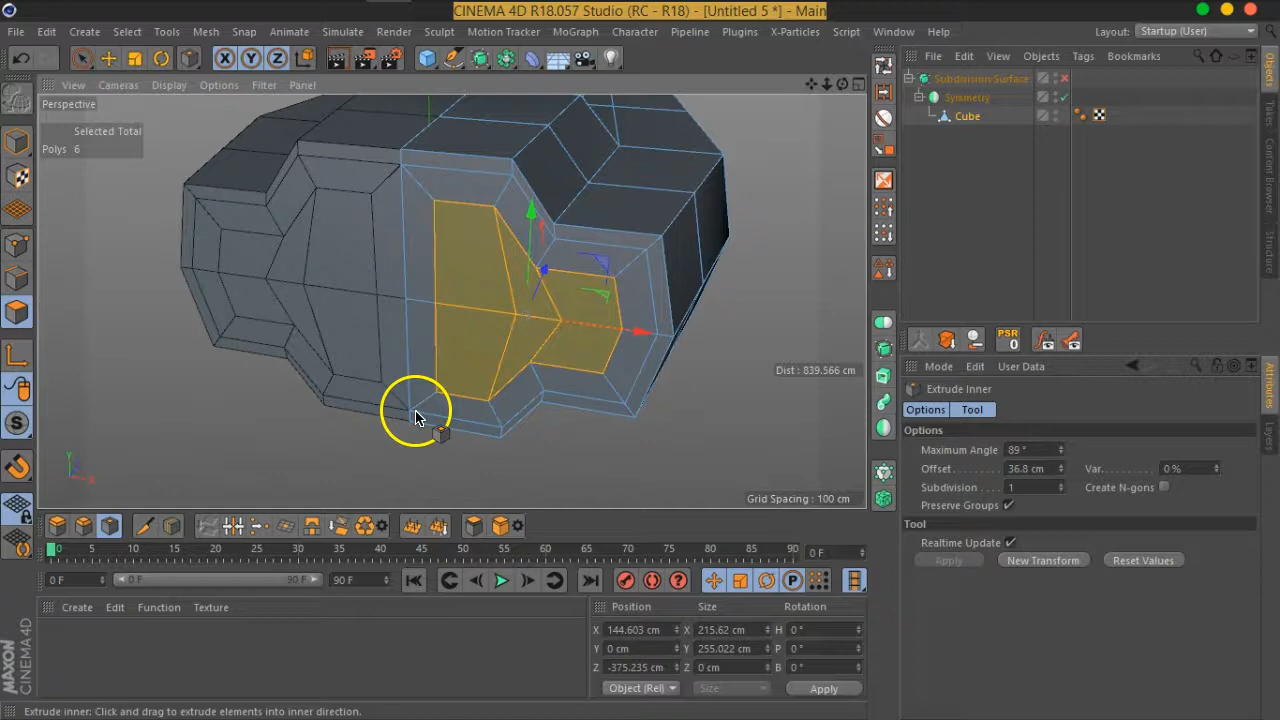 CINEMA 4D R18.057 Studio (RC - R18) - [Untitled 5 *] - Main
File Edit Create Select Tools Mesh Snap Animate Simulate Render Sculpt Motion Tracker MoGraph Character Pipeline Plugins X-Particles Script Window Help Layout: Startup (User)
X Y Z
View Cameras Display Options Filter Panel
Perspective
Selected Total
Polys 6
Dist : 839.566 cm
Grid Spacing : 100 cm
Y
X
S
File Edit View Objects Tags Bookmarks
Subdivision Surface
Symmetry
Cube
Objects
Takes
Content Browser
Structure
PSR
0
Mode Edit User Data
Extrude Inner
Options Tool
Options
Maximum Angle 89 °
Offset 36.8 cm Var. 0 %
Subdivision 1 Create N-gons
Preserve Groups
Tool
Realtime Update
Apply New Transform Reset Values
Attributes
Layers
0 5 10 15 20 25 30 35 40 45 50 55 60 65 70 75 80 85 90 0 F
0 F 0 F 90 F 90 F
P
Create Edit Function Texture
Position Size Rotation
X 144.603 cm X 215.62 cm H 0 °
Y 0 cm Y 255.022 cm P 0 °
Z -375.235 cm Z 0 cm B 0 °
Object (Rel) Size Apply
MAXON
CINEMA 4D
Extrude inner: Click and drag to extrude elements into inner direction.